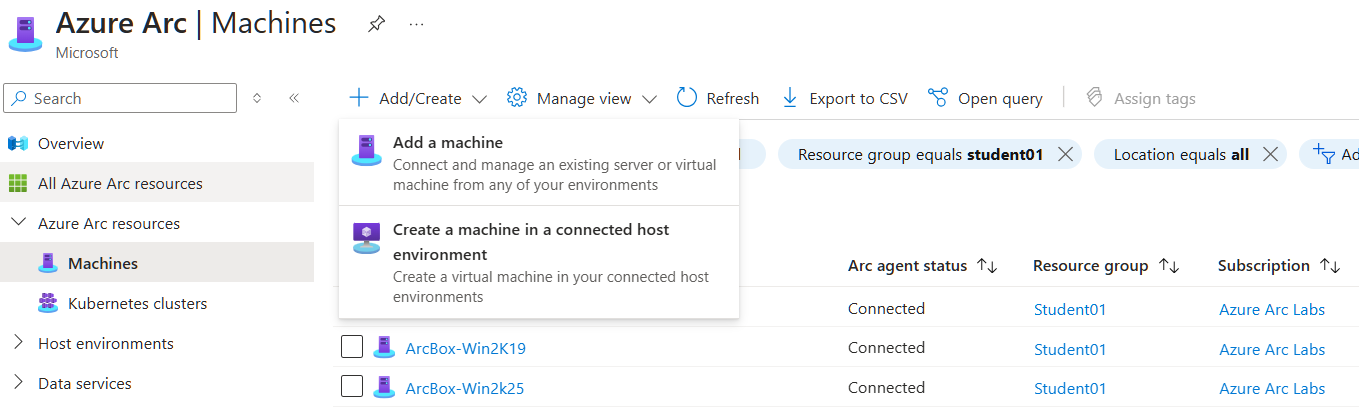 Azure Arc | Machines
Microsoft
Search
Add/Create
Manage view
Refresh
Export to CSV
Open query
Assign tags
Overview
All Azure Arc resources
Azure Arc resources
Machines
Kubernetes clusters
Host environments
Data services
Add a machine
Connect and manage an existing server or virtual
machine from any of your environments
Create a machine in a connected host
environment
Create a virtual machine in your connected host
environments
Resource group equals student01
Location equals all
Arc agent status
Resource group
Subscription
Connected
Student01
Azure Arc Labs
ArcBox-Win2K19
Connected
Student01
Azure Arc Labs
ArcBox-Win2k25
Connected
Student01
Azure Arc Labs